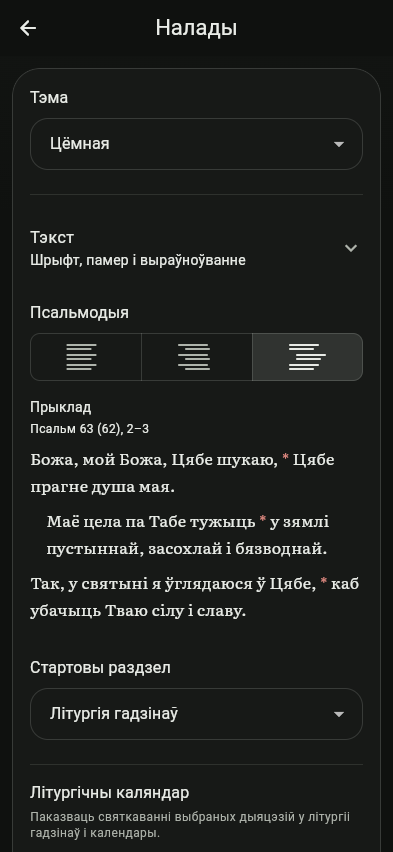 Налады
Тэма
Цёмная
Тэкст
Шрыфт, памер і выраўноўванне
Псальмодыя
Прыклад
Псальм 63 (62), 2–3
Божа, мой Божа, Цябе шукаю, * Цябе
прагне душа мая.
Маё цела па Табе тужыць * у зямлі
пустыннай, засохлай і бязводнай.
Так, у святыні я ўглядаюся ў Цябе, * каб
убачыць Тваю сілу і славу.
Стартовы раздзел
Літургія гадзінаў
Літургічны каляндар
Паказваць святкаванні выбраных дыяцэзій у літургіі
гадзінаў і календары.